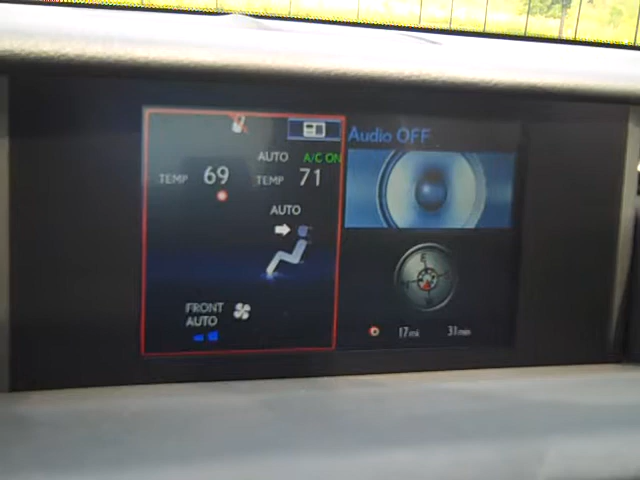 AUTO A/C ON
TEMP 69 TEMP 71
AUTO
FRONT
AUTO
Audio OFF
E
17mi 31min